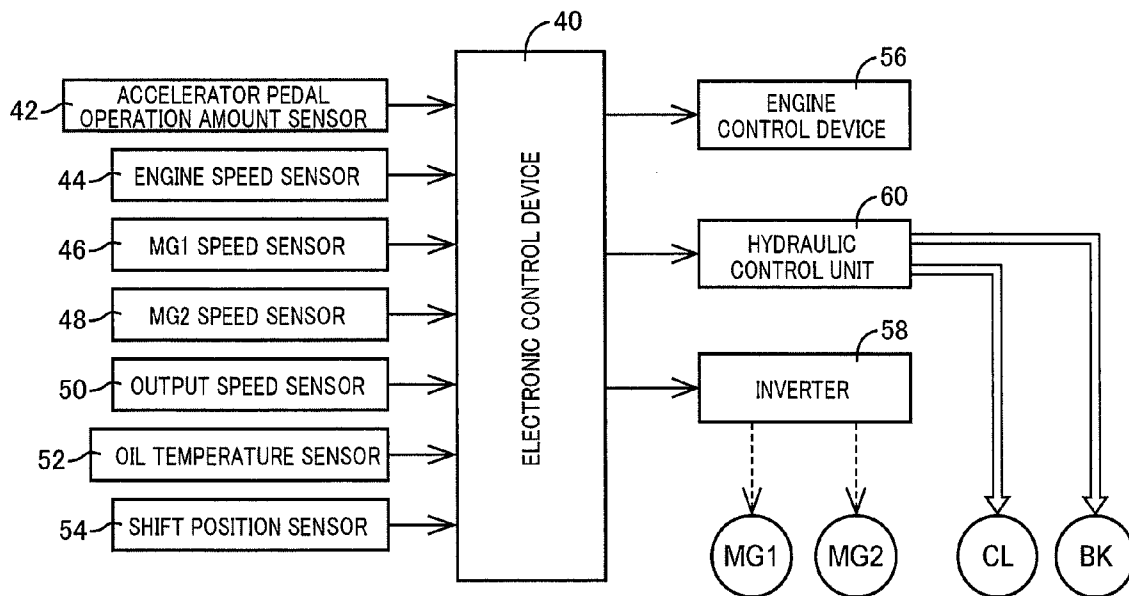 40
42
ACCELERATOR PEDAL
OPERATION AMOUNT SENSOR
44
ENGINE SPEED SENSOR
46
MG1 SPEED SENSOR
48
MG2 SPEED SENSOR
50
OUTPUT SPEED SENSOR
52
OIL TEMPERATURE SENSOR
54
SHIFT POSITION SENSOR
ELECTRONIC CONTROL DEVICE
56
ENGINE
CONTROL DEVICE
60
HYDRAULIC
CONTROL UNIT
58
INVERTER
MG1
MG2
CL
BK